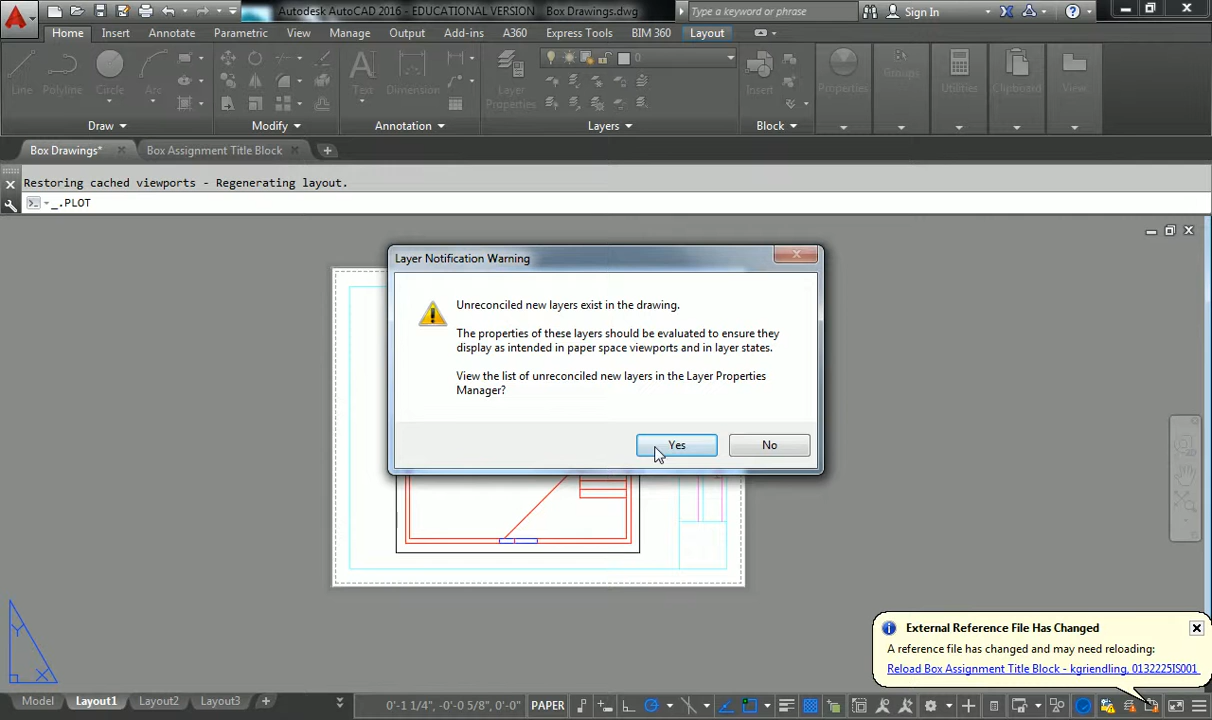 Autodesk AutoCAD 2016 - EDUCATIONAL VERSION Box Drawings.dwg
Type a keyword or phrase
Sign In
Home Insert Annotate Parametric View Manage Output Add-ins A360 Express Tools BIM 360 Layout
Line Polyline Circle Arc
Text Dimension
Layer Properties
0
Insert
Properties Groups Utilities Clipboard View
Draw Modify Annotation Layers Block
Box Drawings* Box Assignment Title Block
Restoring cached viewports - Regenerating layout.
_.PLOT
Layer Notification Warning
Unreconciled new layers exist in the drawing.
The properties of these layers should be evaluated to ensure they
display as intended in paper space viewports and in layer states.
View the list of unreconciled new layers in the Layer Properties
Manager?
Yes No
Y
X
External Reference File Has Changed
A reference file has changed and may need reloading:
Reload Box Assignment Title Block - kgriendling, 0132225IS001
Model Layout1 Layout2 Layout3
0'-1 1/4", -0'-0 5/8", 0'-0" PAPER